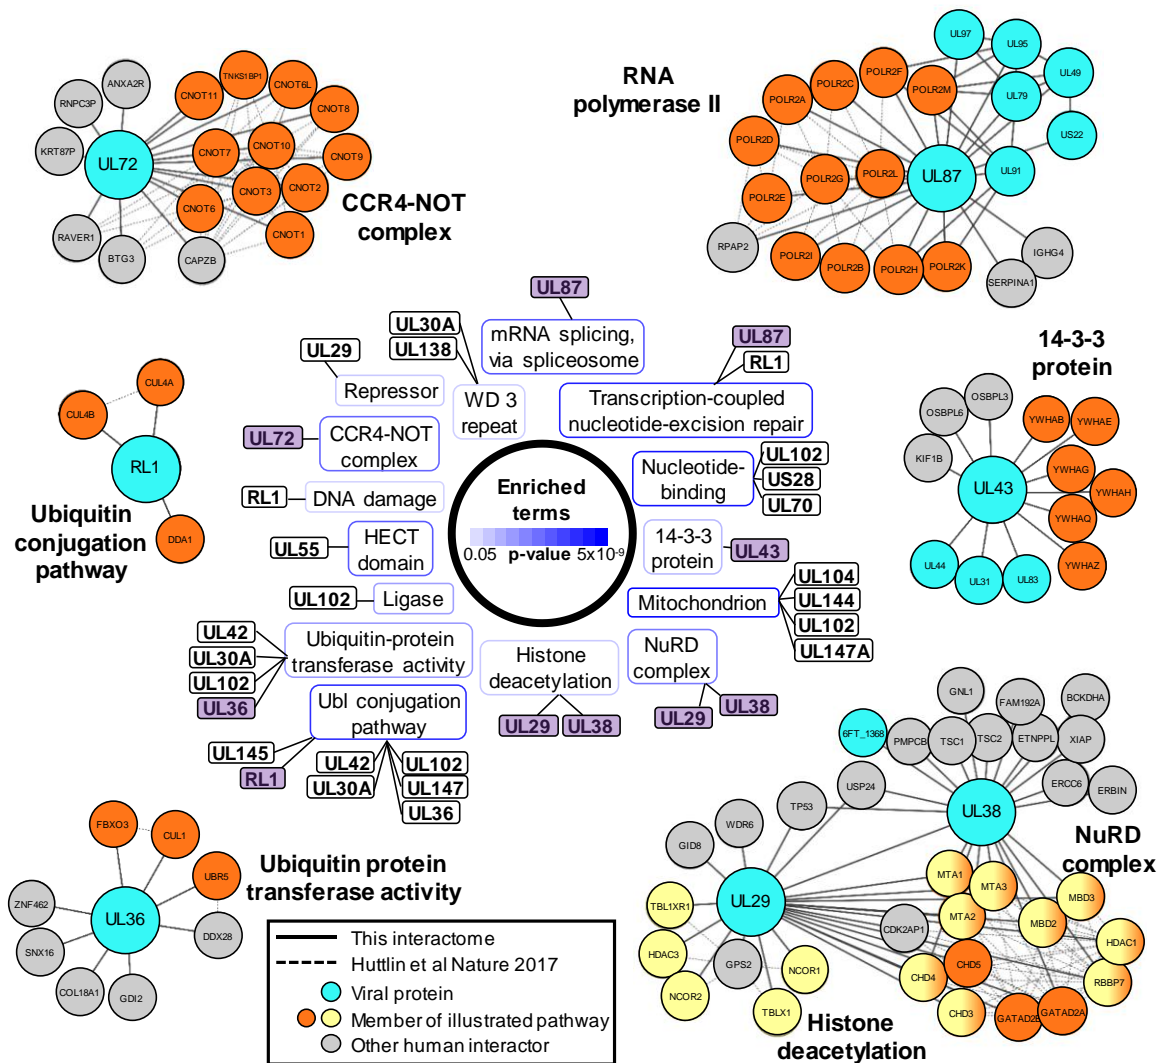 RNA
polymerase II
UL97
UL95
UL49
UL79
US22
UL91
UL87
POLR2F
POLR2C
POLR2A
POLR2M
POLR2D
POLR2G
POLR2L
POLR2E
RPAP2
POLR2I
POLR2B
POLR2H
POLR2K
IGHG4
SERPINA1
ANXA2R
RNPC3P
KRT87P
UL72
RAVER1
BTG3
CAPZB
TNKS1BP1
CNOT6L
CNOT11
CNOT8
CNOT7
CNOT10
CNOT9
CNOT3
CNOT2
CNOT6
CNOT1
CCR4-NOT
complex
UL87
mRNA splicing,
via spliceosome
UL30A
UL138
WD 3
repeat
UL29
Repressor
UL87
RL1
Transcription-coupled
nucleotide-excision repair
UL72
CCR4-NOT
complex
Nucleotide-
binding
UL102
US28
UL70
RL1
DNA damage
Enriched
terms
0.05 p-value 5x10-9
14-3-3
protein
UL43
UL55
HECT
domain
Mitochondrion
UL104
UL144
UL102
UL147A
UL102
Ligase
UL42
UL30A
UL102
UL36
Ubiquitin-protein
transferase activity
Histone
deacetylation
UL29
UL38
NuRD
complex
UL29
UL38
Ubl conjugation
pathway
UL145
RL1
UL42
UL30A
UL102
UL147
UL36
CUL4A
CUL4B
RL1
DDA1
Ubiquitin
conjugation
pathway
14-3-3
protein
OSBPL3
OSBPL6
KIF1B
UL43
YWHAB
YWHAE
YWHAG
YWHAH
YWHAQ
YWHAZ
UL44
UL31
UL83
FBXO3
CUL1
UBR5
UL36
ZNF462
SNX16
COL18A1
GDI2
DDX28
Ubiquitin protein
transferase activity
This interactome
Huttlin et al Nature 2017
Viral protein
Member of illustrated pathway
Other human interactor
GNL1
FAM192A
BCKDHA
6FT_1368
PMPCB
TSC1
TSC2
ETNPPL
XIAP
USP24
ERCC6
ERBIN
TP53
WDR6
GID8
UL38
NuRD
complex
UL29
MTA1
MTA3
MTA2
MBD2
MBD3
HDAC1
RBBP7
CDK2AP1
CHD4
CHD5
CHD3
GATAD2B
GATAD2A
TBL1XR1
HDAC3
NCOR2
GPS2
NCOR1
TBLX1
Histone
deacetylation